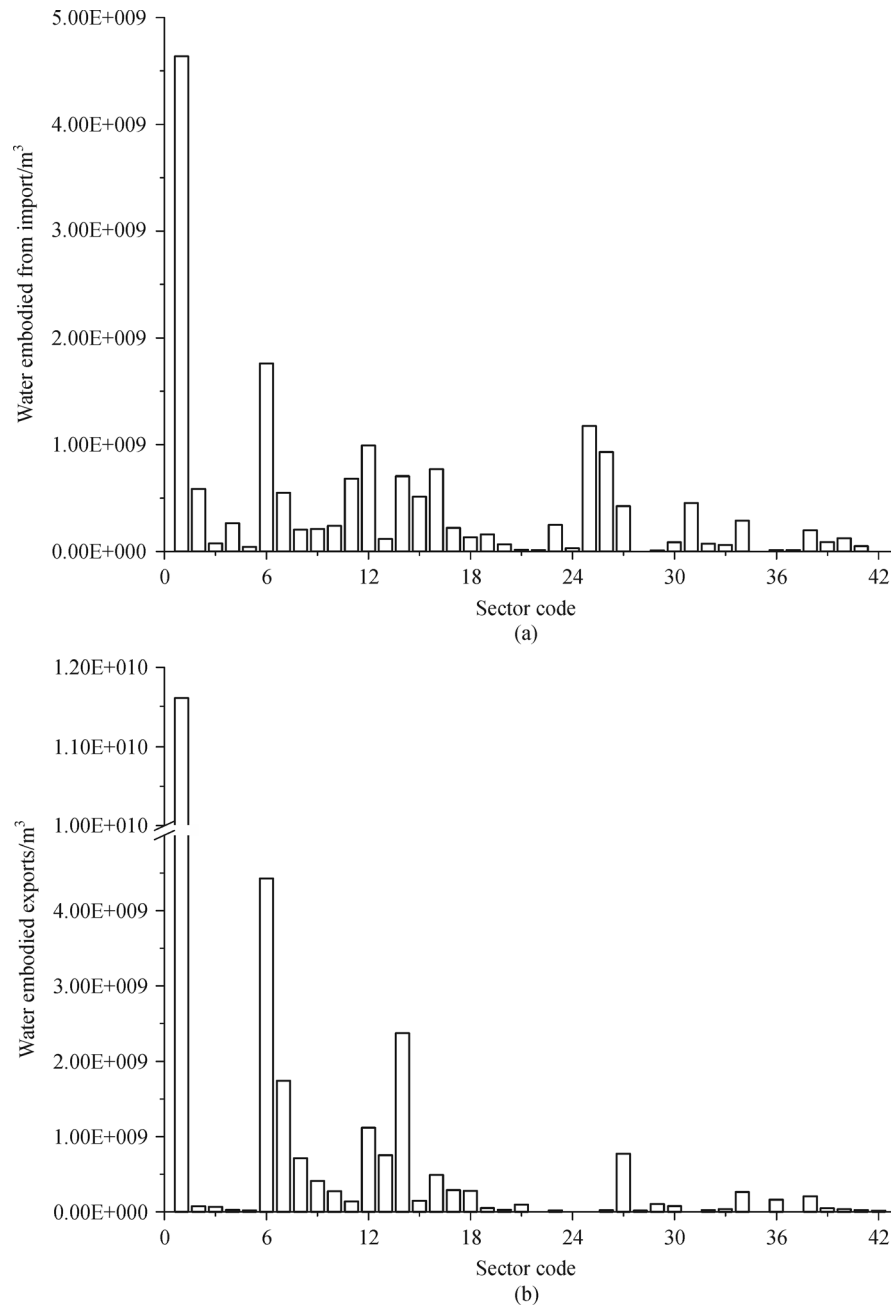 5.00E+009
4.00E+009
3.00E+009
2.00E+009
1.00E+009
0.00E+000
Water embodied from import/m³
0 6 12 18 24 30 36 42
Sector code
(a)
1.20E+010
1.10E+010
1.00E+010
4.00E+009
3.00E+009
2.00E+009
1.00E+009
0.00E+000
Water embodied exports/m³
0 6 12 18 24 30 36 42
Sector code
(b)